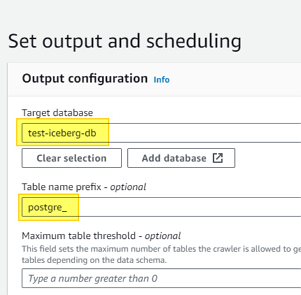 Set output and scheduling
Output configuration Info
Target database
test-iceberg-db
Clear selection
Add database
Table name prefix - optional
postgre_
Maximum table threshold - optional
This field sets the maximum number of tables the crawler is allowed to ge
tables depending on the data schema.
Type a number greater than 0